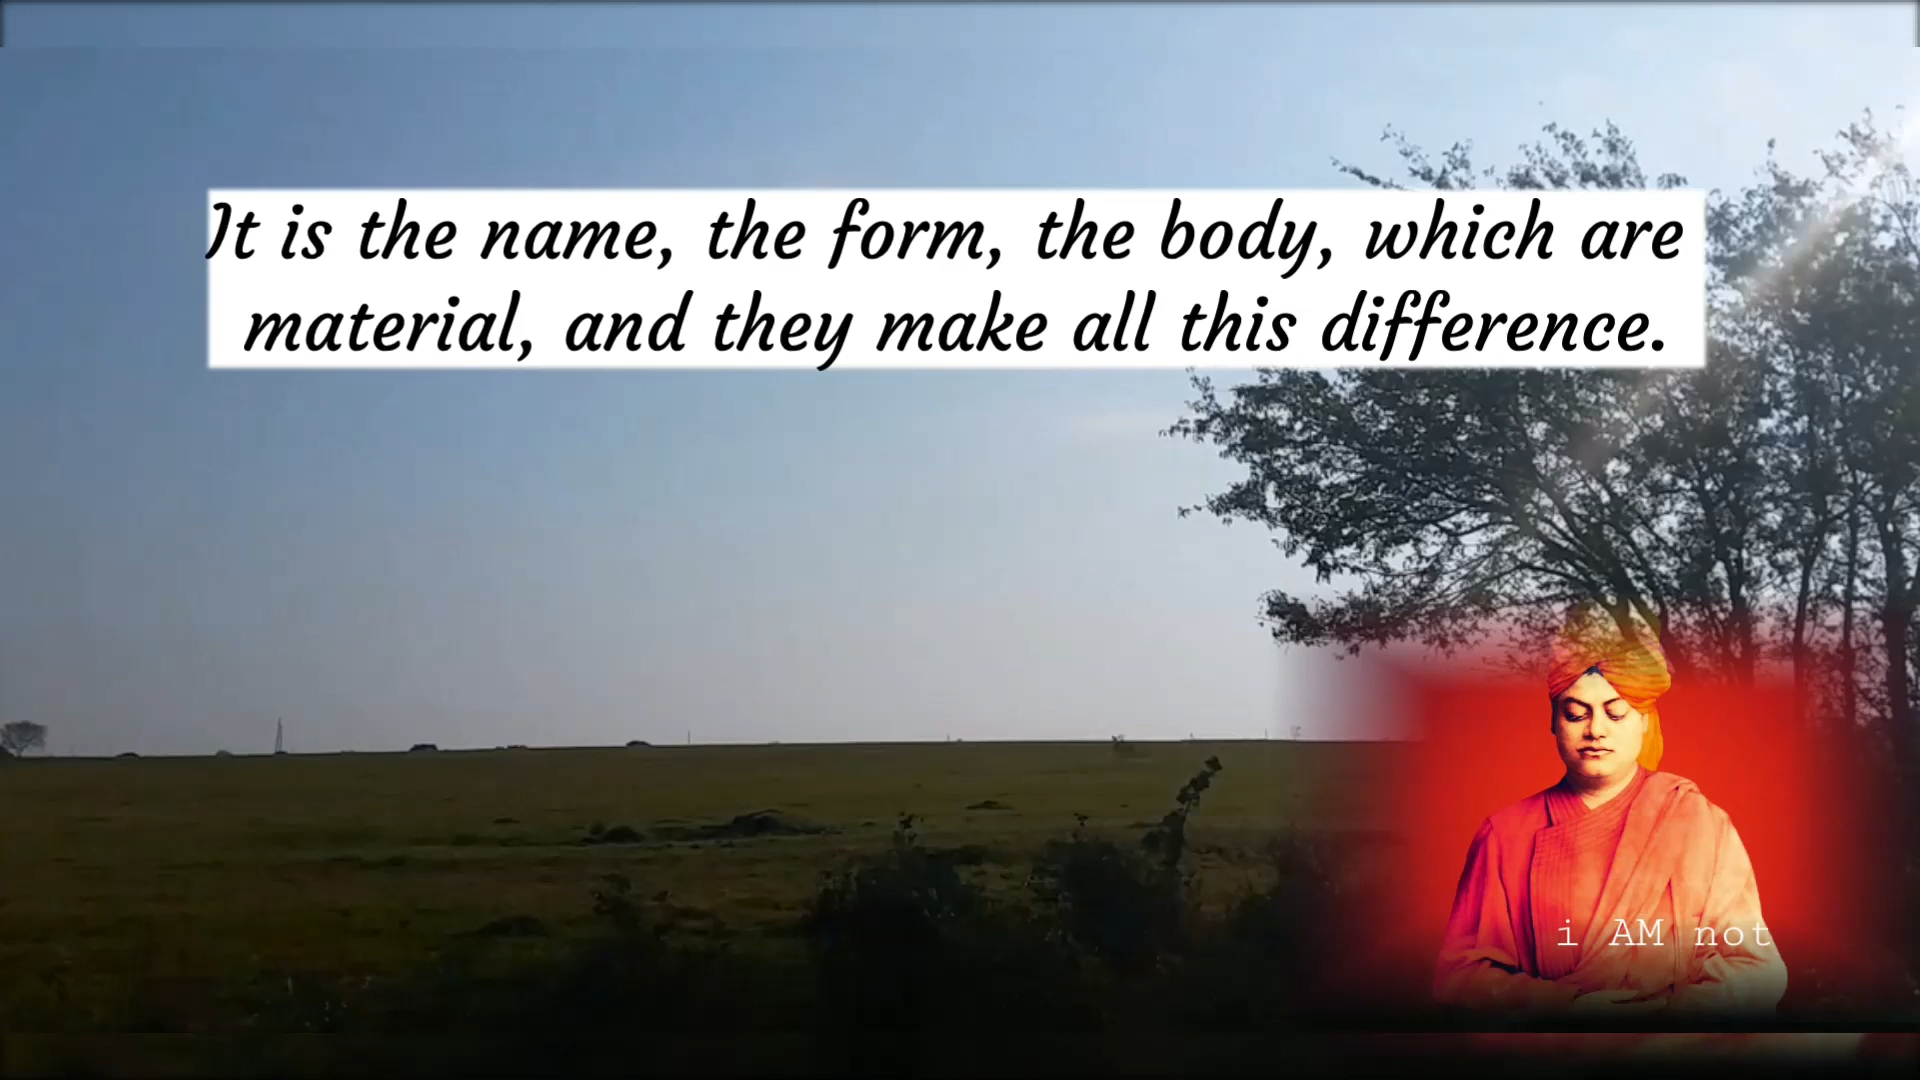 It is the name, the form, the body, which are
material, and they make all this difference.
i AM not